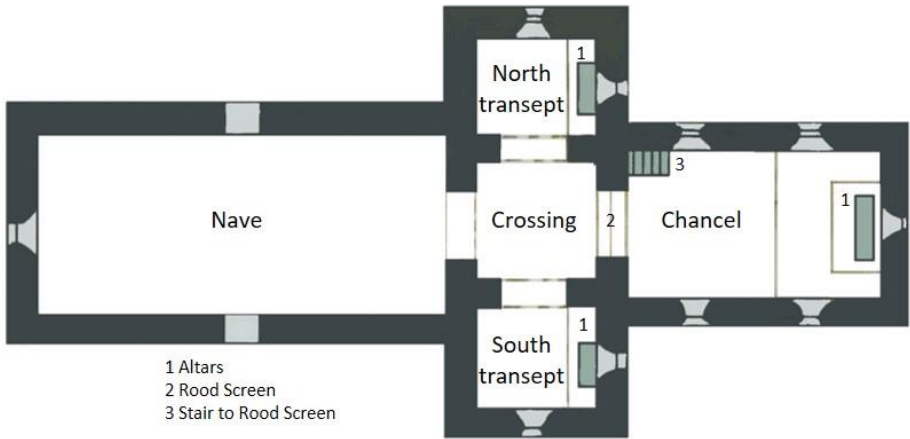 1
North
transept
3
Nave
Crossing
2
Chancel
1
1
South
transept
1 Altars
2 Rood Screen
3 Stair to Rood Screen